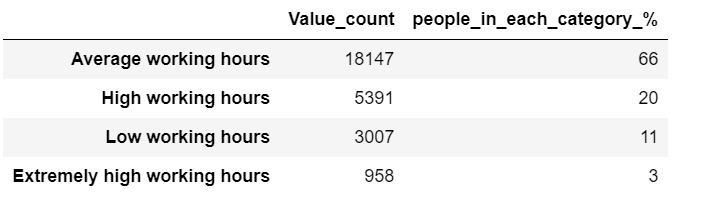 Value_count people_in_each_category_%
Average working hours 18147 66
High working hours 5391 20
Low working hours 3007 11
Extremely high working hours 958 3